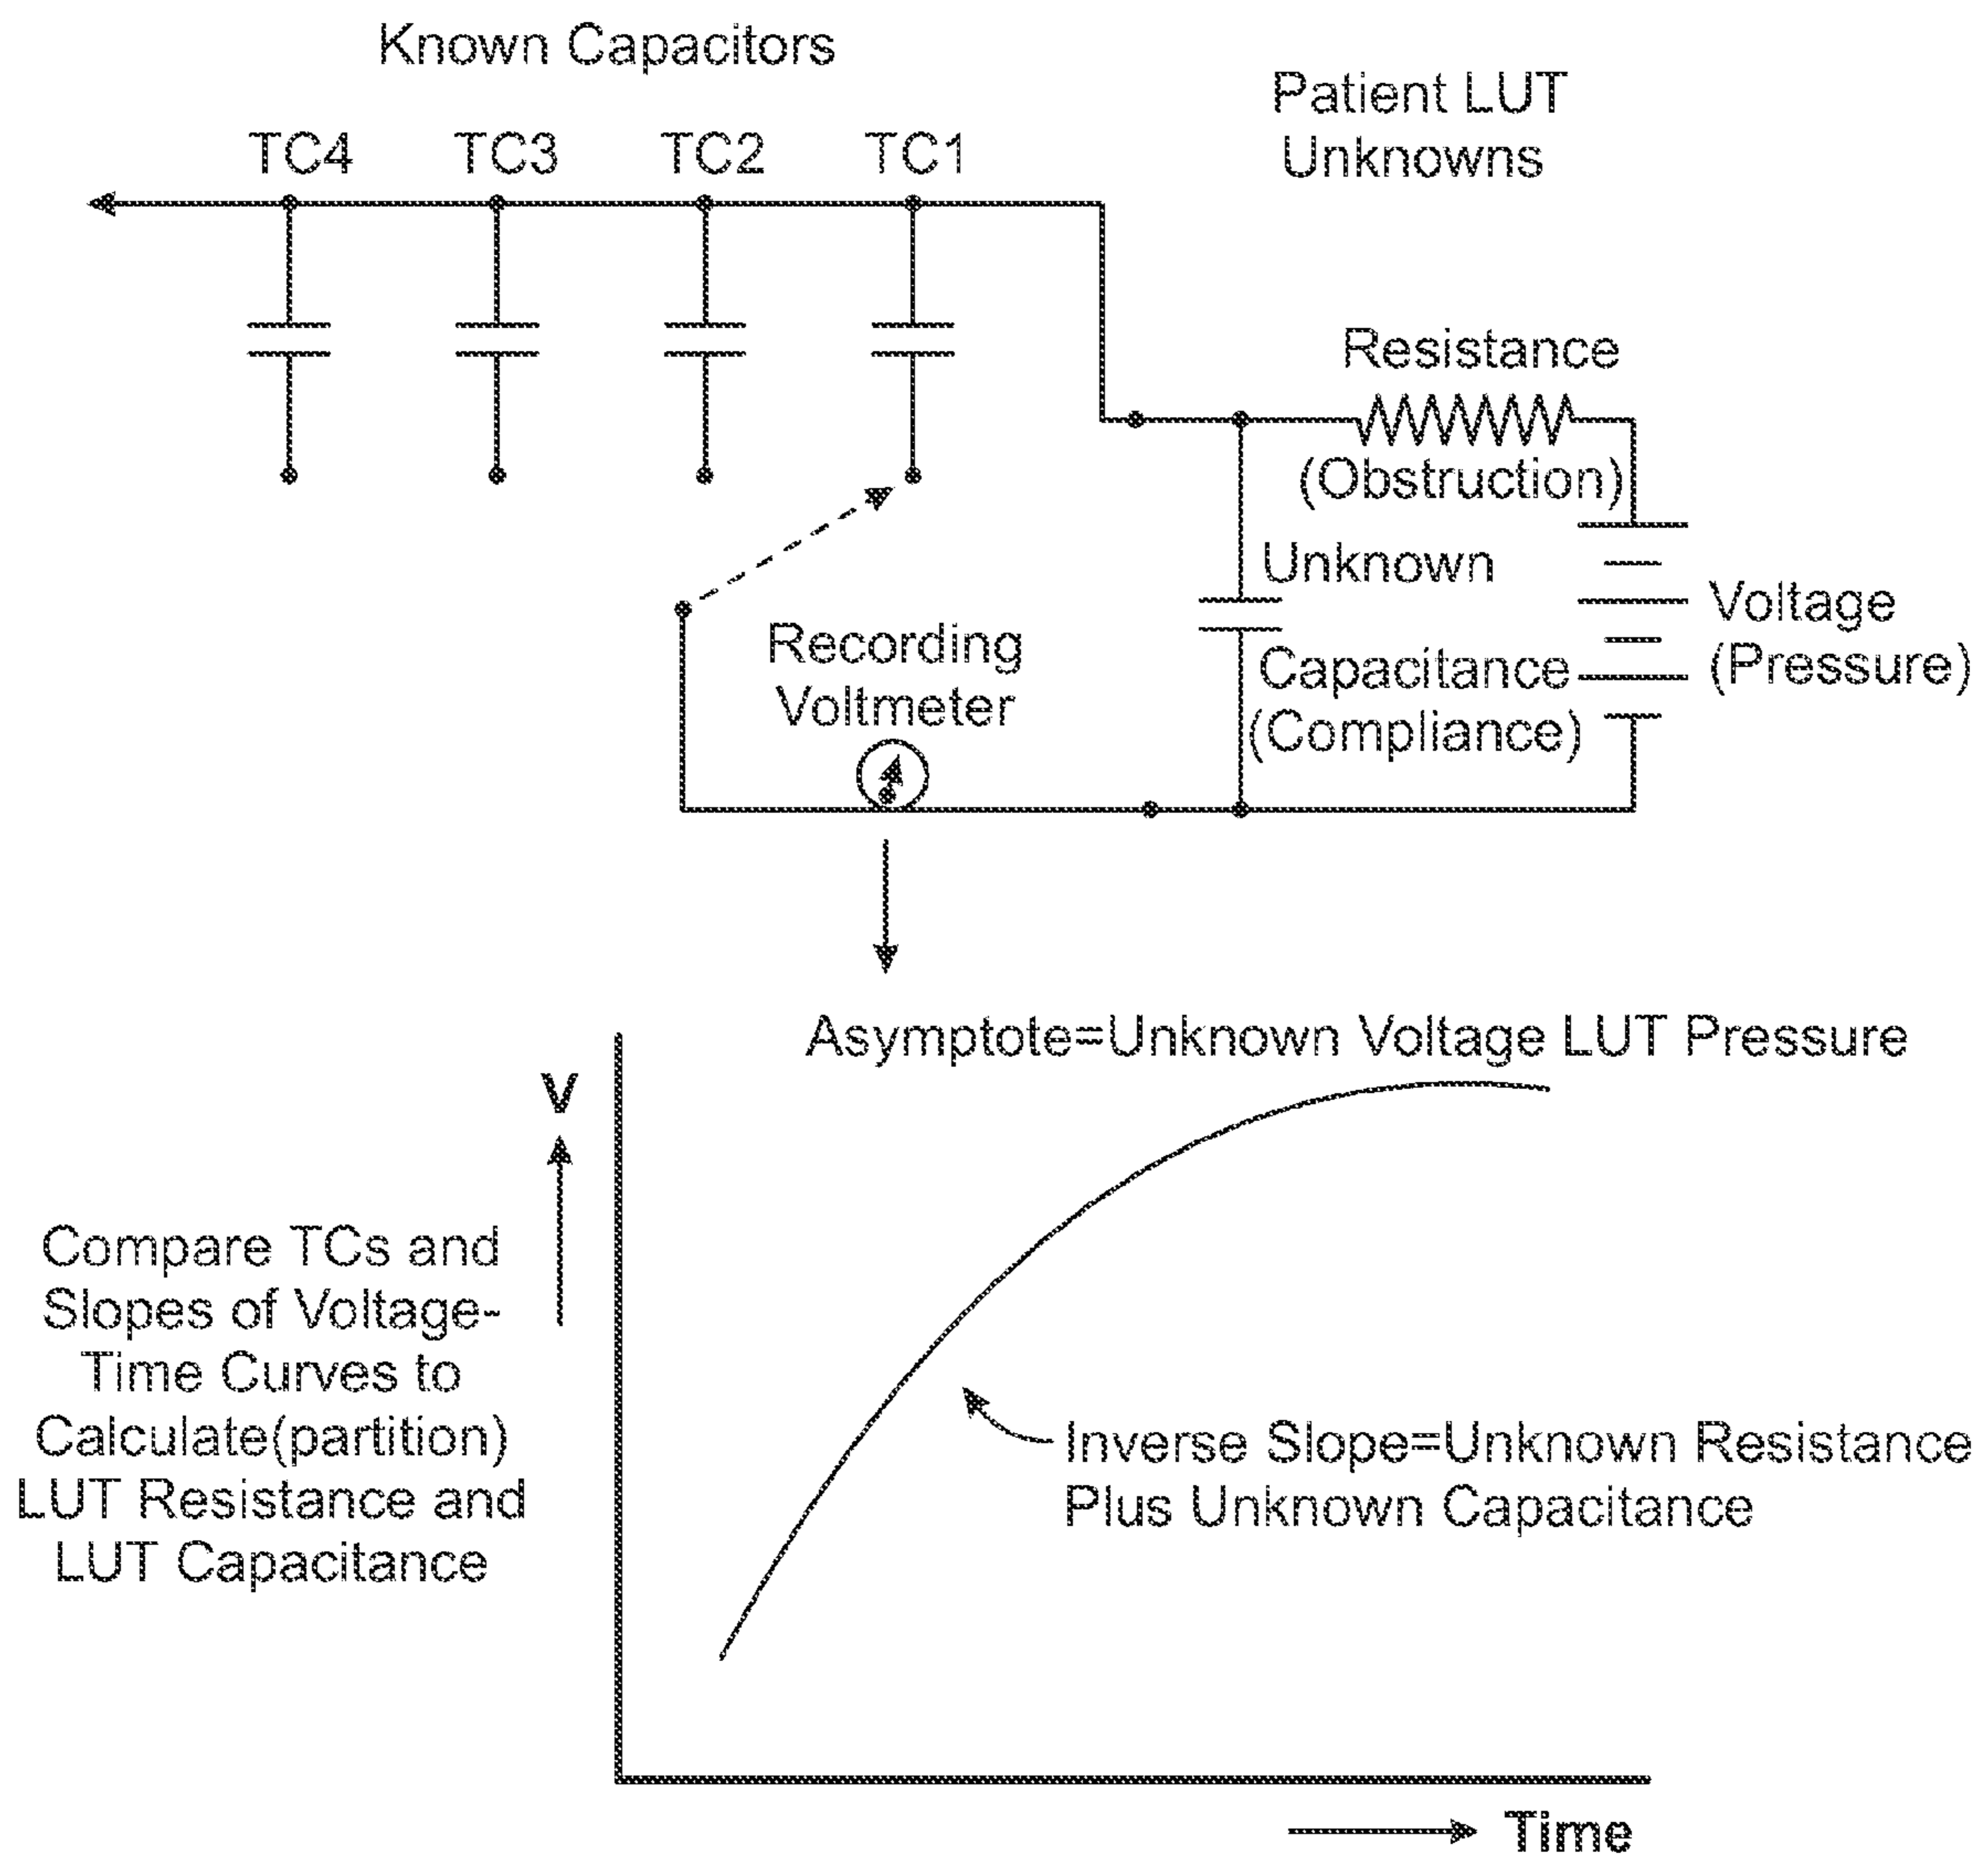 Known Capacitors
Patient LUT
Unknowns
TC4 TC3 TC2 TC1
Resistance
(Obstruction)
Unknown
Capacitance
(Compliance)
Voltage
(Pressure)
Recording
Voltmeter
Asymptote=Unknown Voltage LUT Pressure
V
Compare TCs and
Slopes of Voltage-
Time Curves to
Calculate(partition)
LUT Resistance and
LUT Capacitance
Inverse Slope=Unknown Resistance
Plus Unknown Capacitance
Time